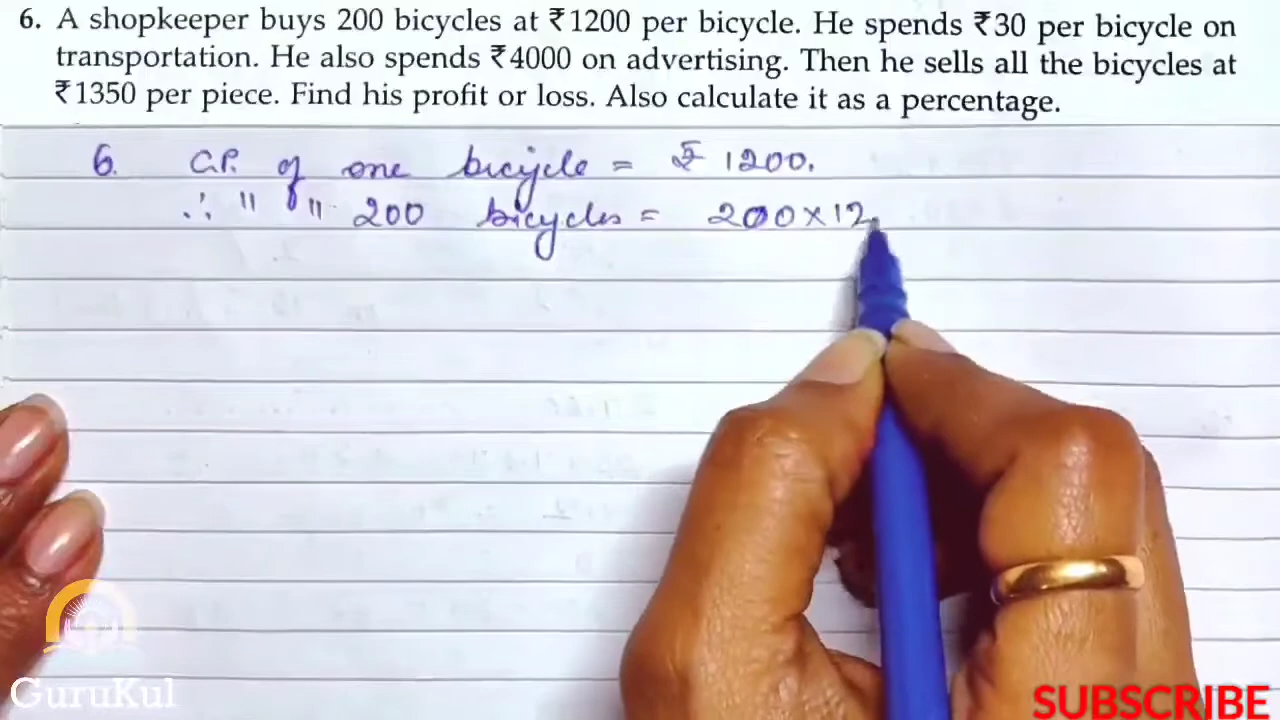 6. A shopkeeper buys 200 bicycles at ₹1200 per bicycle. He spends ₹30 per bicycle on
transportation. He also spends ₹4000 on advertising. Then he sells all the bicycles at
₹1350 per piece. Find his profit or loss. Also calculate it as a percentage.
6. C.P. of one bicycle = ₹ 1200.
∴ " " " 200 bicycles = 200×12
GuruKul
SUBSCRIBE